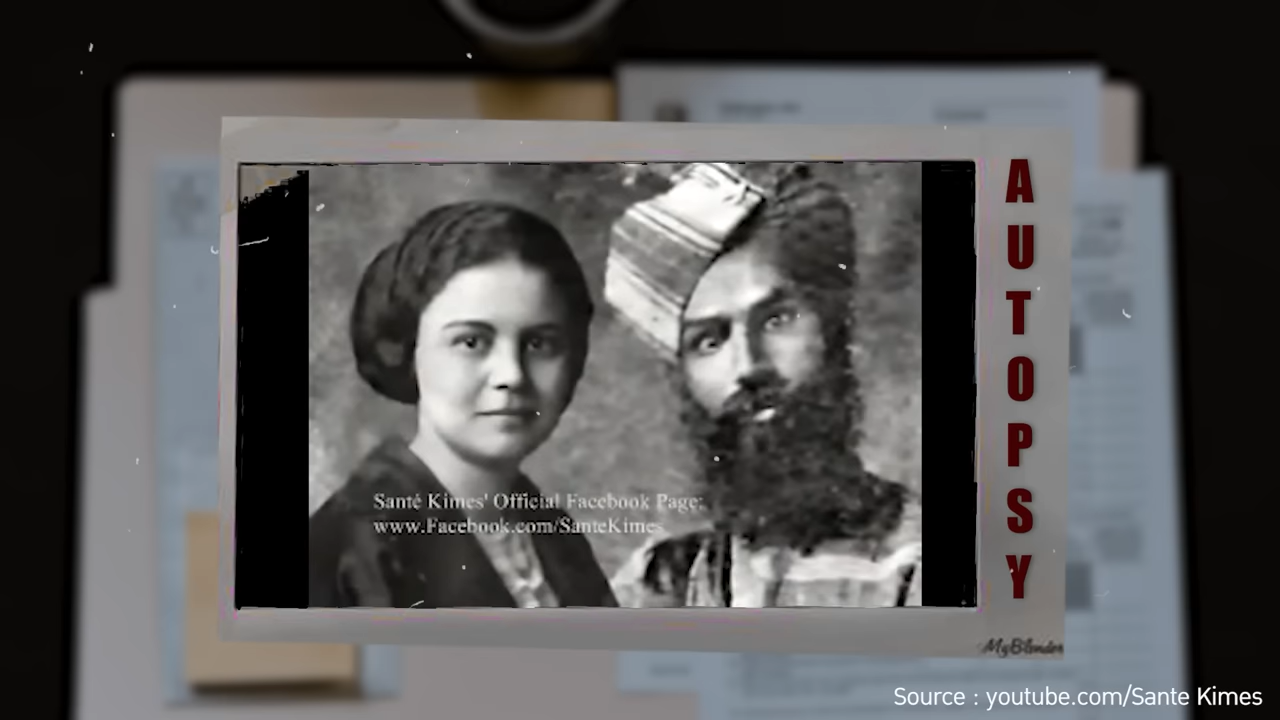 Santé Kimes' Official Facebook Page:
www.Facebook.com/SanteKimes
AUTOPSY
MyBlender
Source : youtube.com/Sante Kimes